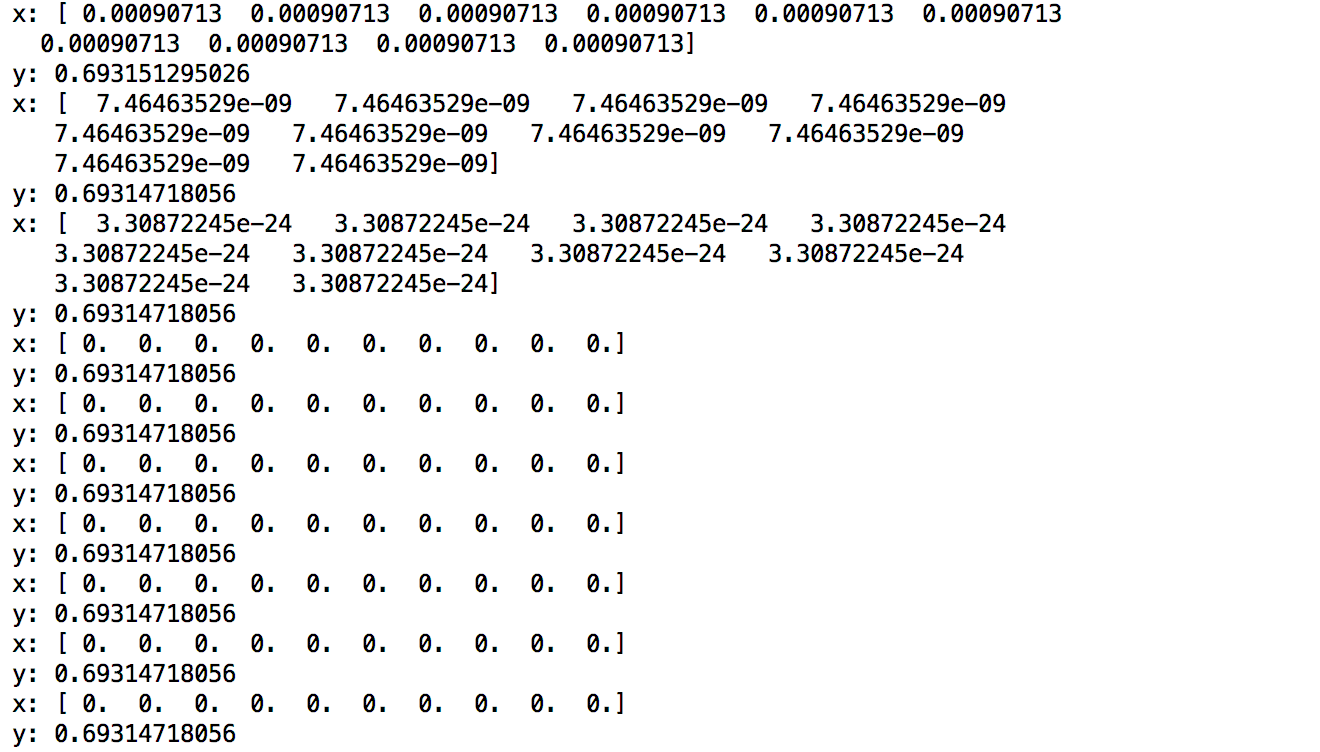 x: [ 0.00090713  0.00090713  0.00090713  0.00090713  0.00090713  0.00090713
  0.00090713  0.00090713  0.00090713  0.00090713]
y: 0.693151295026
x: [  7.46463529e-09   7.46463529e-09   7.46463529e-09   7.46463529e-09
   7.46463529e-09   7.46463529e-09   7.46463529e-09   7.46463529e-09
   7.46463529e-09   7.46463529e-09]
y: 0.69314718056
x: [  3.30872245e-24   3.30872245e-24   3.30872245e-24   3.30872245e-24
   3.30872245e-24   3.30872245e-24   3.30872245e-24   3.30872245e-24
   3.30872245e-24   3.30872245e-24]
y: 0.69314718056
x: [ 0.  0.  0.  0.  0.  0.  0.  0.  0.  0.]
y: 0.69314718056
x: [ 0.  0.  0.  0.  0.  0.  0.  0.  0.  0.]
y: 0.69314718056
x: [ 0.  0.  0.  0.  0.  0.  0.  0.  0.  0.]
y: 0.69314718056
x: [ 0.  0.  0.  0.  0.  0.  0.  0.  0.  0.]
y: 0.69314718056
x: [ 0.  0.  0.  0.  0.  0.  0.  0.  0.  0.]
y: 0.69314718056
x: [ 0.  0.  0.  0.  0.  0.  0.  0.  0.  0.]
y: 0.69314718056
x: [ 0.  0.  0.  0.  0.  0.  0.  0.  0.  0.]
y: 0.69314718056